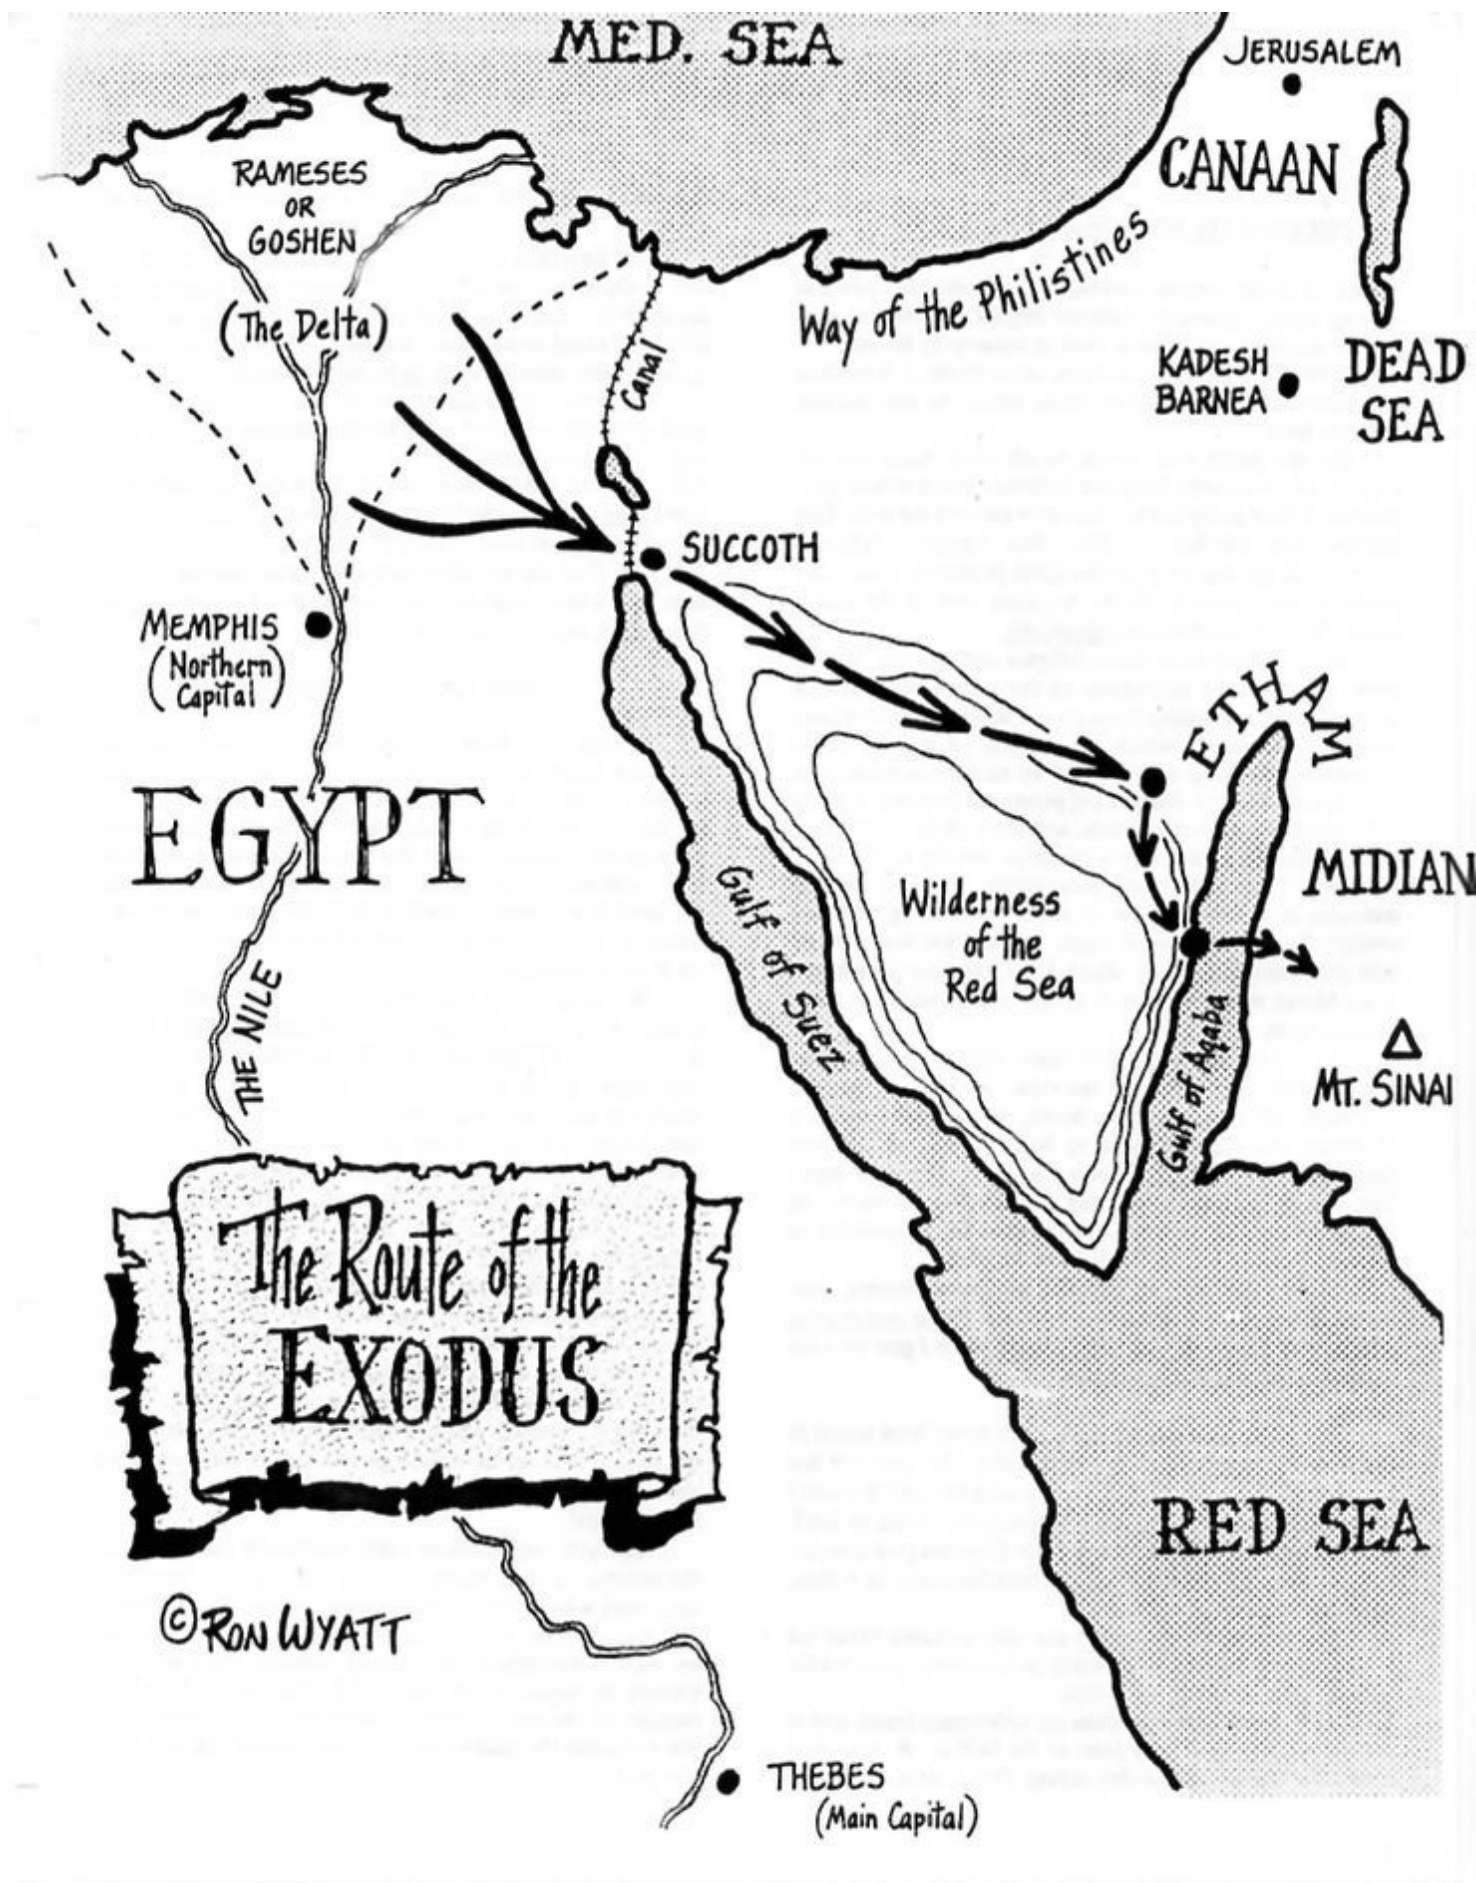 MED. SEA
JERUSALEM
CANAAN
RAMESES
OR
GOSHEN
(The Delta)
Way of the Philistines
Canal
KADESH
BARNEA
DEAD
SEA
SUCCOTH
MEMPHIS
(Northern
Capital)
ETHAM
EGYPT
MIDIAN
Gulf of Suez
Wilderness
of the
Red Sea
THE NILE
Gulf of Aqaba
MT. SINAI
The Route of the
EXODUS
RED SEA
© RON WYATT
THEBES
(Main Capital)